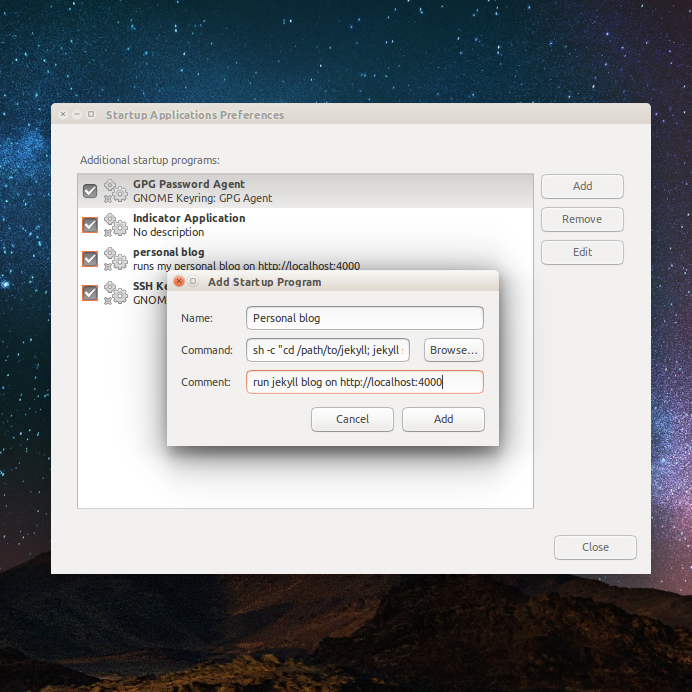 Startup Applications Preferences
Additional startup programs:
GPG Password Agent
GNOME Keyring: GPG Agent
Indicator Application
No description
personal blog
runs my personal blog on http://localhost:4000
SSH Ke
GNOM
Add
Remove
Edit
Add Startup Program
Name:
Personal blog
Command:
sh -c "cd /path/to/jekyll; jekyll
Browse...
Comment:
run jekyll blog on http://localhost:4000
Cancel
Add
Close